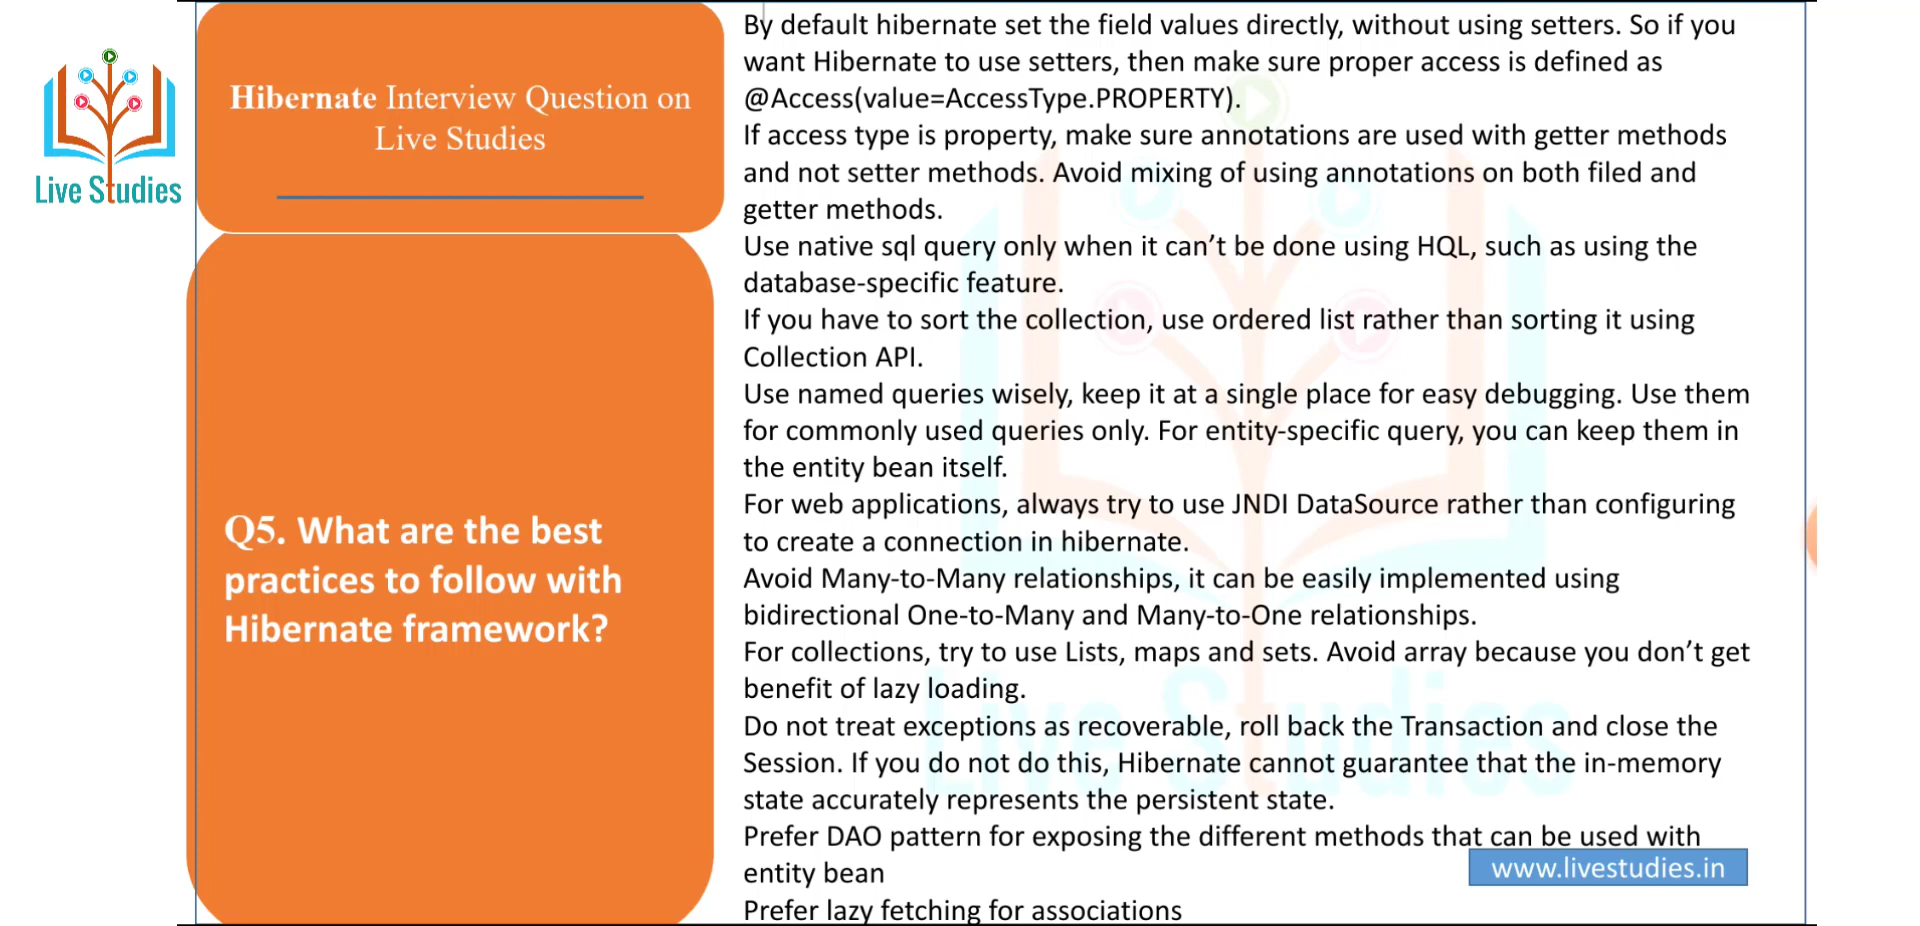 Live Studies
Hibernate Interview Question on
Live Studies
Q5. What are the best
practices to follow with
Hibernate framework?
By default hibernate set the field values directly, without using setters. So if you
want Hibernate to use setters, then make sure proper access is defined as
@Access(value=AccessType.PROPERTY).
If access type is property, make sure annotations are used with getter methods
and not setter methods. Avoid mixing of using annotations on both filed and
getter methods.
Use native sql query only when it can’t be done using HQL, such as using the
database-specific feature.
If you have to sort the collection, use ordered list rather than sorting it using
Collection API.
Use named queries wisely, keep it at a single place for easy debugging. Use them
for commonly used queries only. For entity-specific query, you can keep them in
the entity bean itself.
For web applications, always try to use JNDI DataSource rather than configuring
to create a connection in hibernate.
Avoid Many-to-Many relationships, it can be easily implemented using
bidirectional One-to-Many and Many-to-One relationships.
For collections, try to use Lists, maps and sets. Avoid array because you don’t get
benefit of lazy loading.
Do not treat exceptions as recoverable, roll back the Transaction and close the
Session. If you do not do this, Hibernate cannot guarantee that the in-memory
state accurately represents the persistent state.
Prefer DAO pattern for exposing the different methods that can be used with
entity bean
Prefer lazy fetching for associations
Live Studies
www.livestudies.in